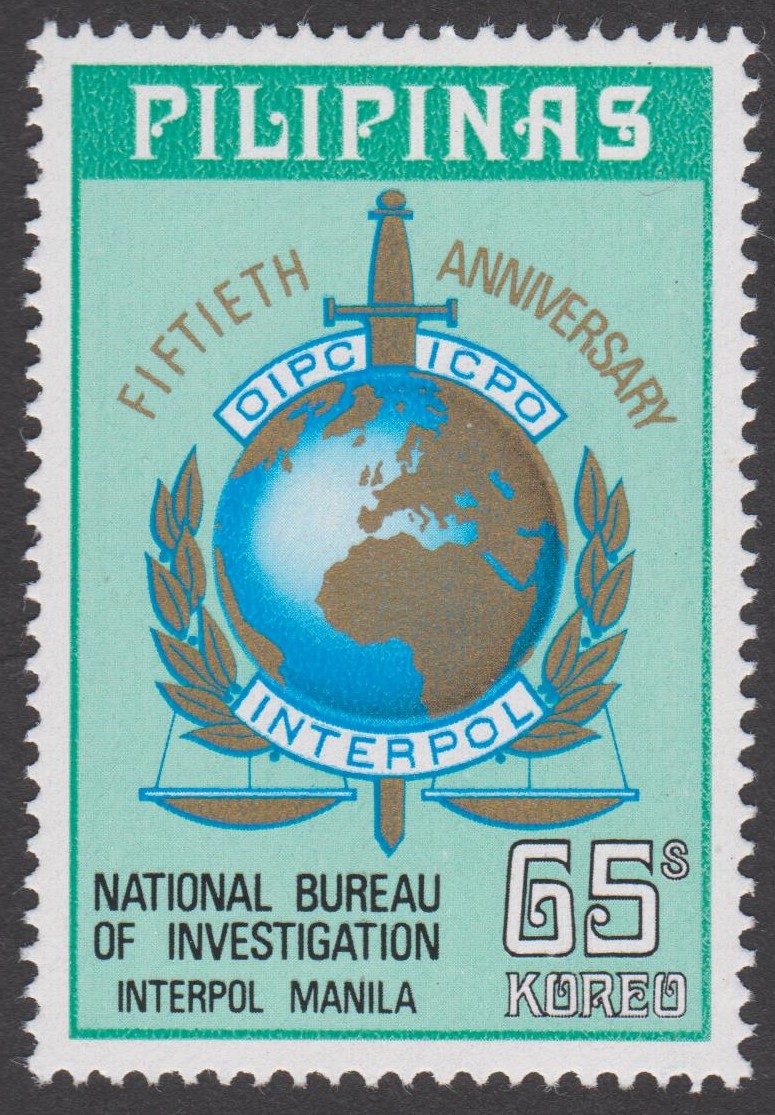 PILIPINAS
FIFTIETH ANNIVERSARY
OIPC ICPO
INTERPOL
NATIONAL BUREAU
OF INVESTIGATION
INTERPOL MANILA
65s
KOREO